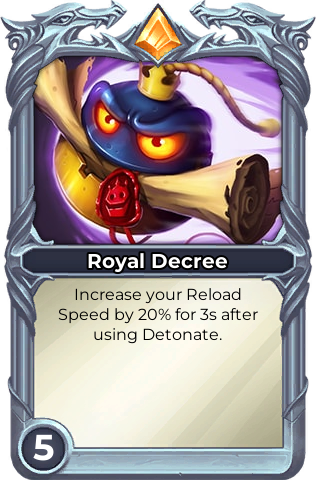 Royal Decree
Increase your Reload
Speed by 20% for 3s after
using Detonate.
5